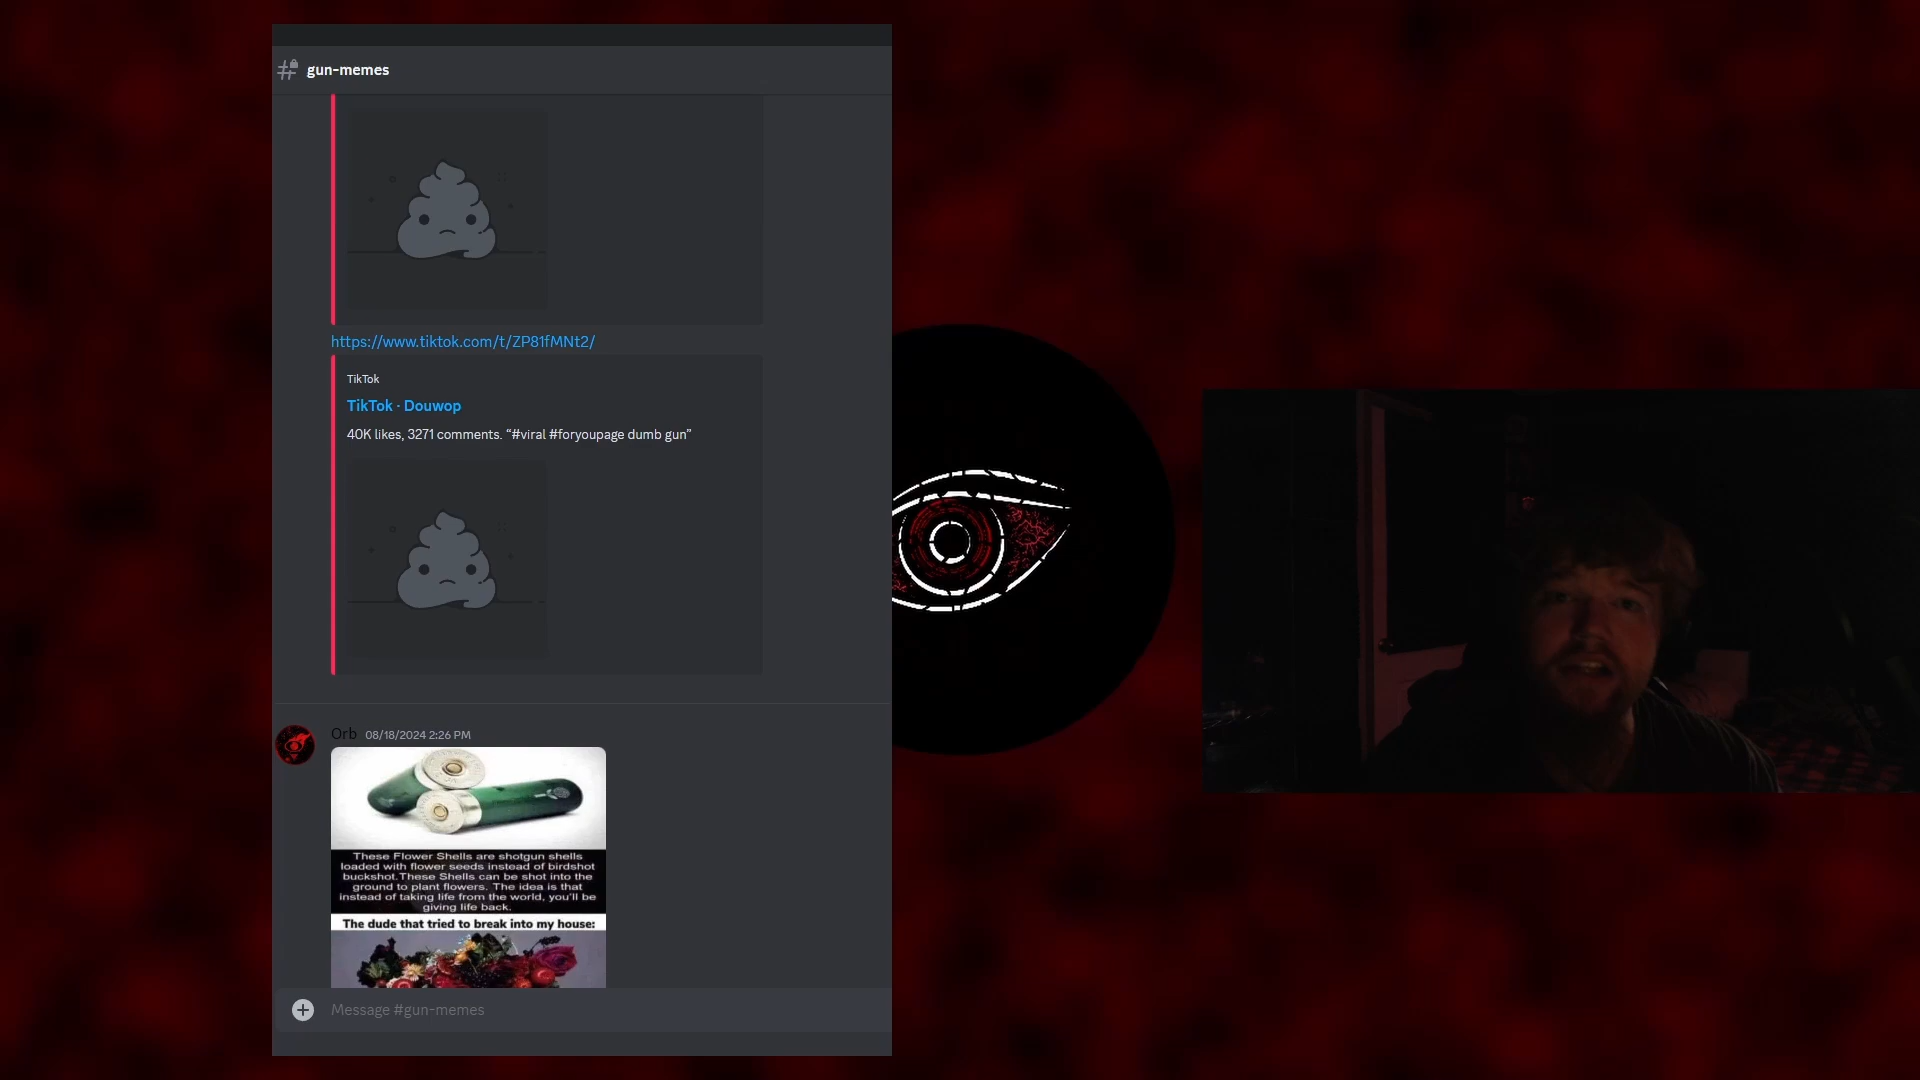 gun-memes
https://www.tiktok.com/t/ZP81fMNt2/
TikTok
TikTok · Douwop
40K likes, 3271 comments. “#viral #foryoupage dumb gun”
Orb 08/18/2024 2:26 PM
These Flower Shells are shotgun shells
loaded with flower seeds instead of birdshot
buckshot.These Shells can be shot into the
ground to plant flowers. The idea is that
instead of taking life from the world, you'll be
giving life back.
The dude that tried to break into my house:
Message #gun-memes